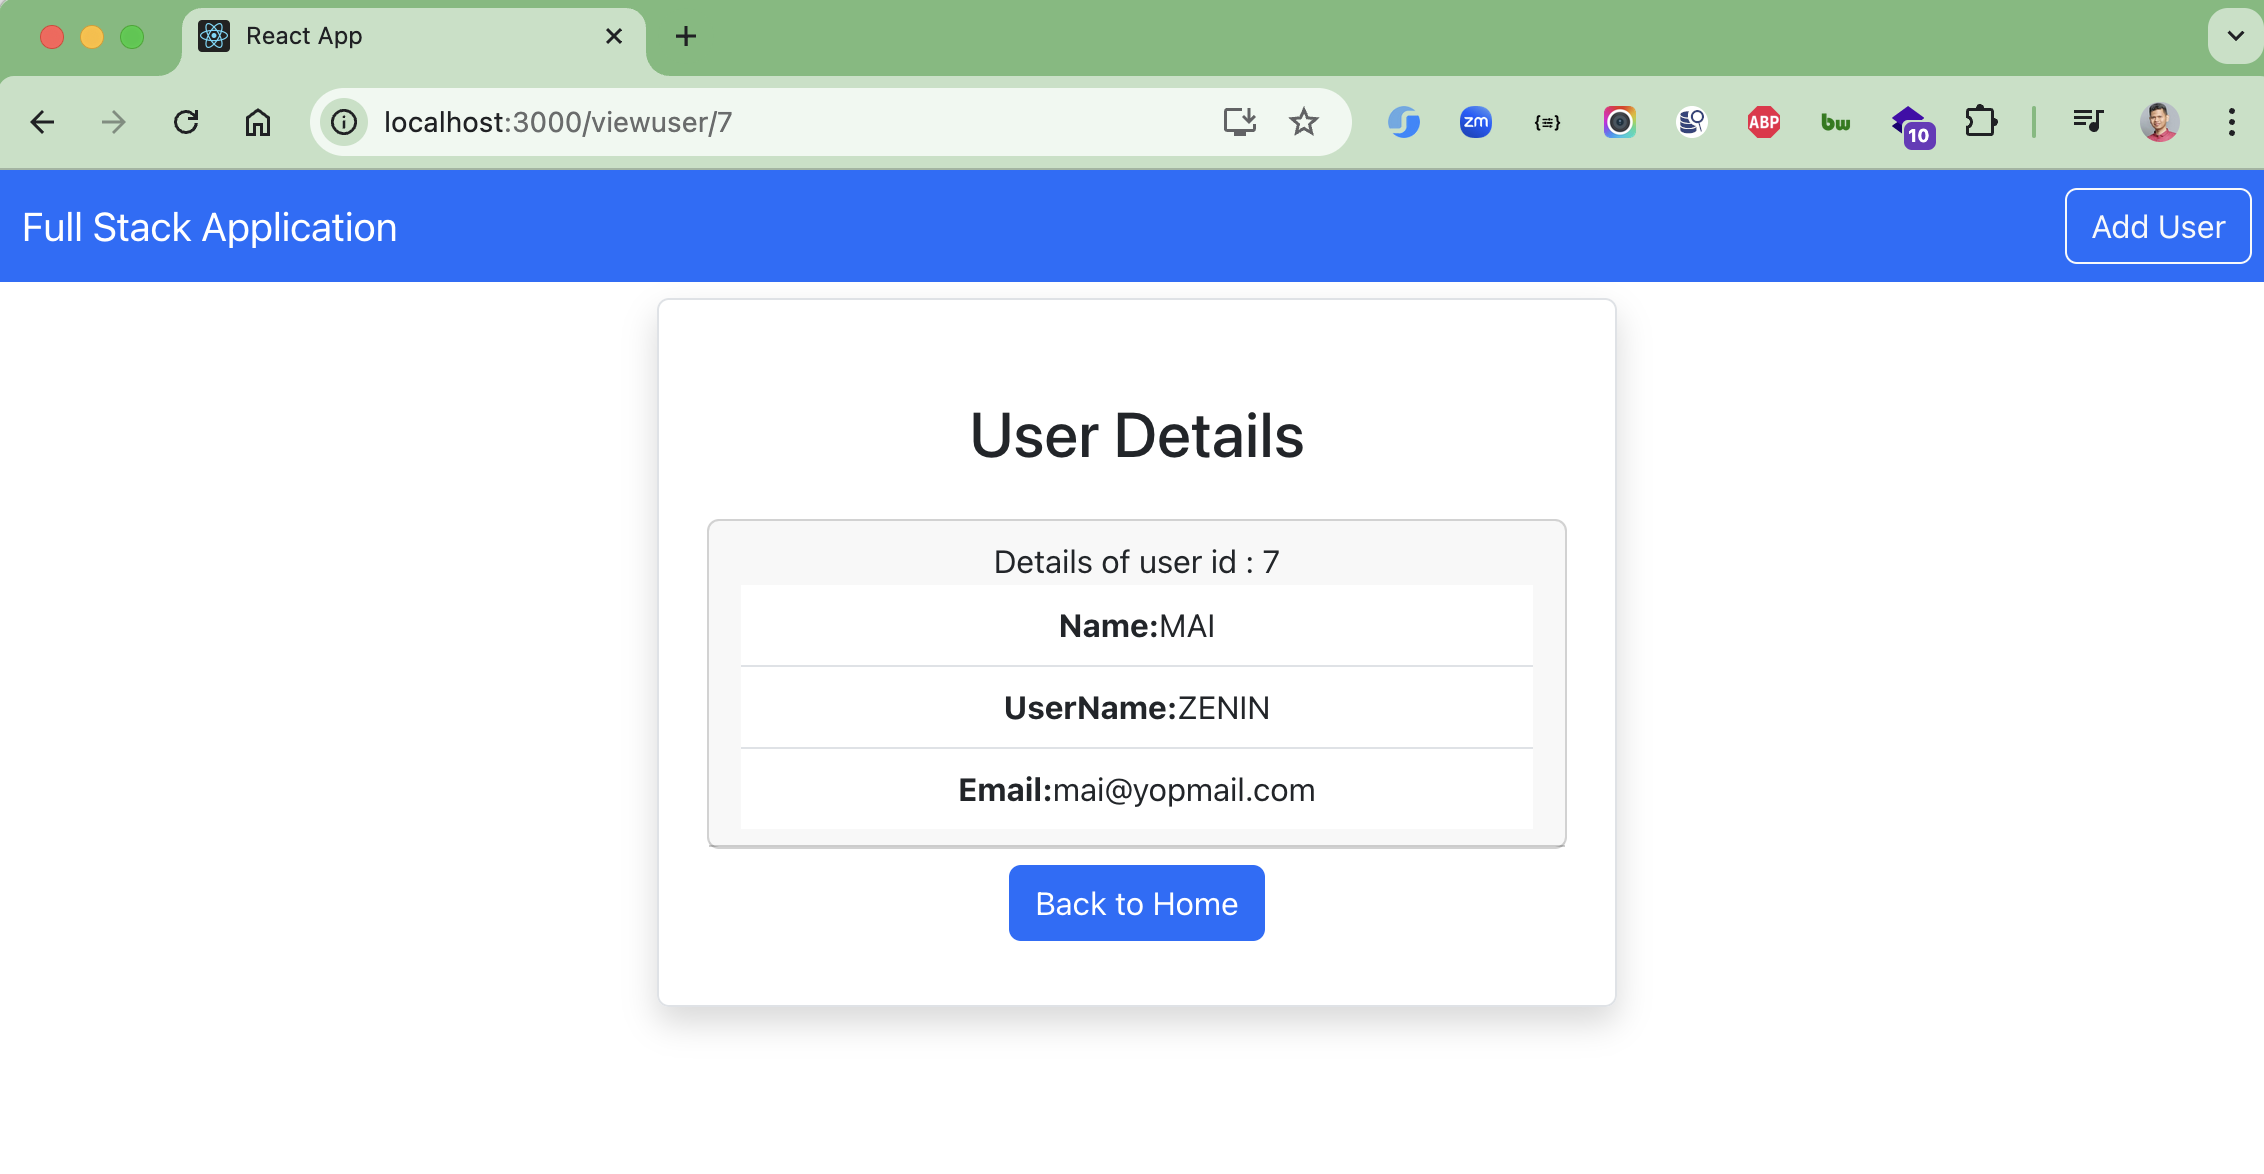 React App
localhost:3000/viewuser/7
zm
{≡}
ABP
bw
10
Full Stack Application
Add User
User Details
Details of user id : 7
Name:MAI
UserName:ZENIN
Email:mai@yopmail.com
Back to Home